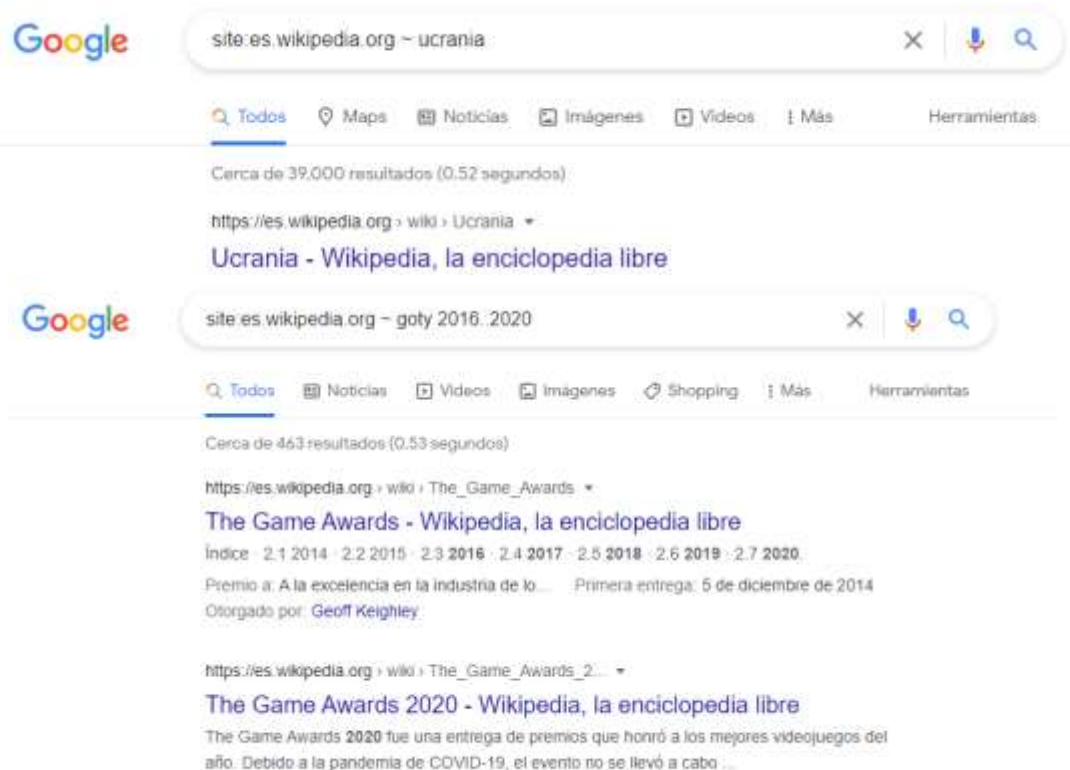 Google
site:es.wikipedia.org ~ ucrania
Todos Maps Noticias Imágenes Videos Más Herramientas
Cerca de 39,000 resultados (0.52 segundos)
https://es.wikipedia.org › wiki › Ucrania
Ucrania - Wikipedia, la enciclopedia libre
Google
site:es.wikipedia.org ~ goty 2016..2020
Todos Noticias Videos Imágenes Shopping Más Herramientas
Cerca de 463 resultados (0.53 segundos)
https://es.wikipedia.org › wiki › The_Game_Awards
The Game Awards - Wikipedia, la enciclopedia libre
Índice · 2.1 2014 · 2.2 2015 · 2.3 2016 · 2.4 2017 · 2.5 2018 · 2.6 2019 · 2.7 2020.
Premio a: A la excelencia en la industria de lo... Primera entrega: 5 de diciembre de 2014
Otorgado por: Geoff Keighley
https://es.wikipedia.org › wiki › The_Game_Awards_2...
The Game Awards 2020 - Wikipedia, la enciclopedia libre
The Game Awards 2020 fue una entrega de premios que honró a los mejores videojuegos del
año. Debido a la pandemia de COVID-19, el evento no se llevó a cabo ...